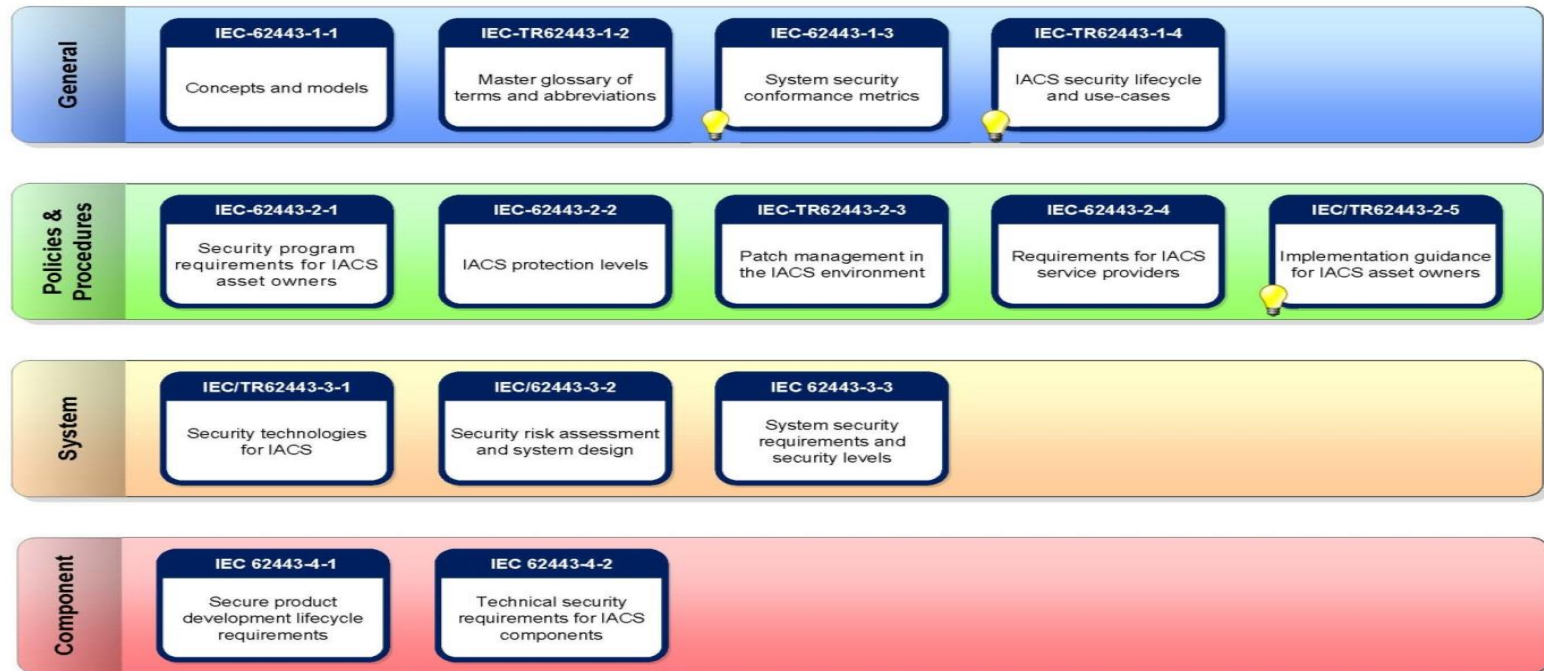 General
IEC-62443-1-1
Concepts and models
IEC-TR62443-1-2
Master glossary of
terms and abbreviations
IEC-62443-1-3
System security
conformance metrics
IEC-TR62443-1-4
IACS security lifecycle
and use-cases
Policies &
Procedures
IEC-62443-2-1
Security program
requirements for IACS
asset owners
IEC-62443-2-2
IACS protection levels
IEC-TR62443-2-3
Patch management in
the IACS environment
IEC-62443-2-4
Requirements for IACS
service providers
IEC/TR62443-2-5
Implementation guidance
for IACS asset owners
System
IEC/TR62443-3-1
Security technologies
for IACS
IEC/62443-3-2
Security risk assessment
and system design
IEC 62443-3-3
System security
requirements and
security levels
Component
IEC 62443-4-1
Secure product
development lifecycle
requirements
IEC 62443-4-2
Technical security
requirements for IACS
components